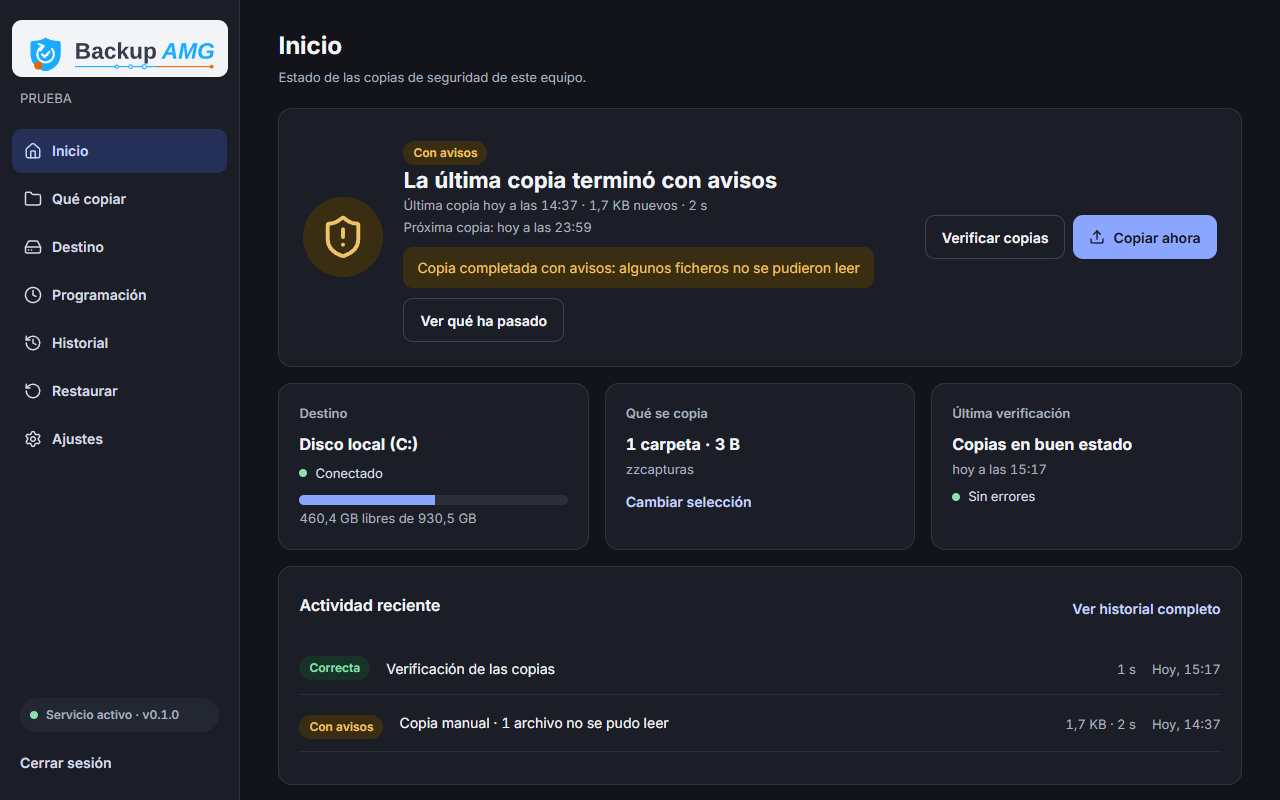 Backup AMG
PRUEBA
Inicio
Qué copiar
Destino
Programación
Historial
Restaurar
Ajustes
Servicio activo · v0.1.0
Cerrar sesión
Inicio
Estado de las copias de seguridad de este equipo.
Con avisos
La última copia terminó con avisos
Última copia hoy a las 14:37 · 1,7 KB nuevos · 2 s
Próxima copia: hoy a las 23:59
Copia completada con avisos: algunos ficheros no se pudieron leer
Ver qué ha pasado
Verificar copias
Copiar ahora
Destino
Disco local (C:)
Conectado
460,4 GB libres de 930,5 GB
Qué se copia
1 carpeta · 3 B
zzcapturas
Cambiar selección
Última verificación
Copias en buen estado
hoy a las 15:17
Sin errores
Actividad reciente
Ver historial completo
Correcta Verificación de las copias 1 s Hoy, 15:17
Con avisos Copia manual · 1 archivo no se pudo leer 1,7 KB · 2 s Hoy, 14:37